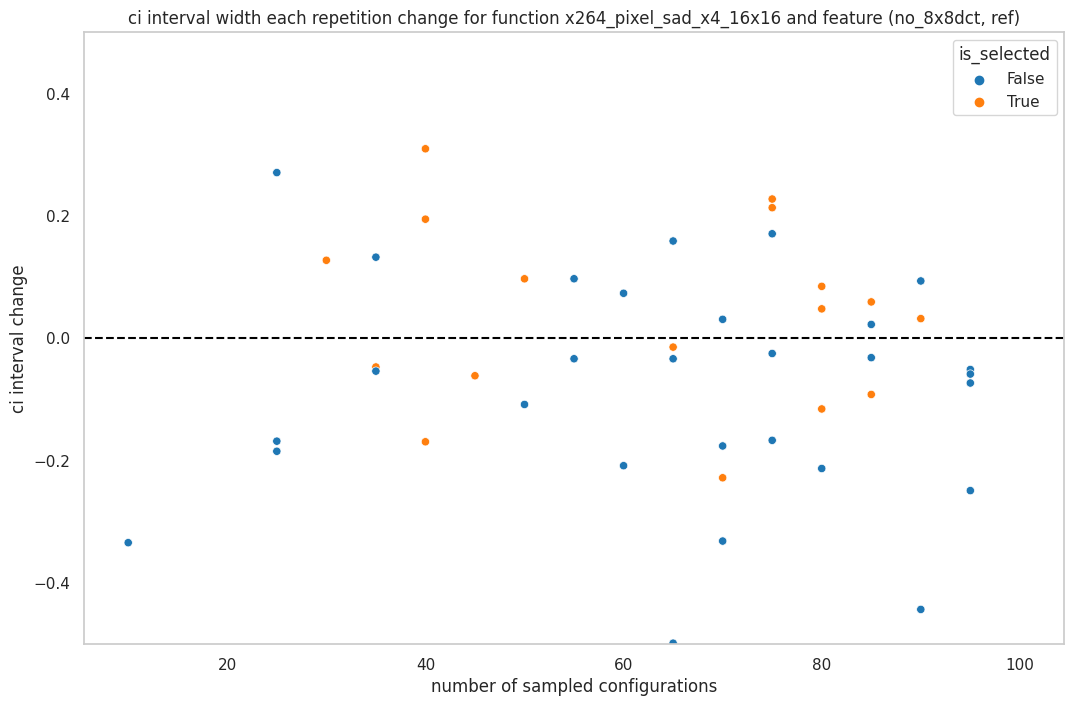 ci interval width each repetition change for function x264_pixel_sad_x4_16x16 and feature (no_8x8dct, ref)
is_selected
False
True
0.4
0.2
0.0
−0.2
−0.4
ci interval change
20
40
60
80
100
number of sampled configurations